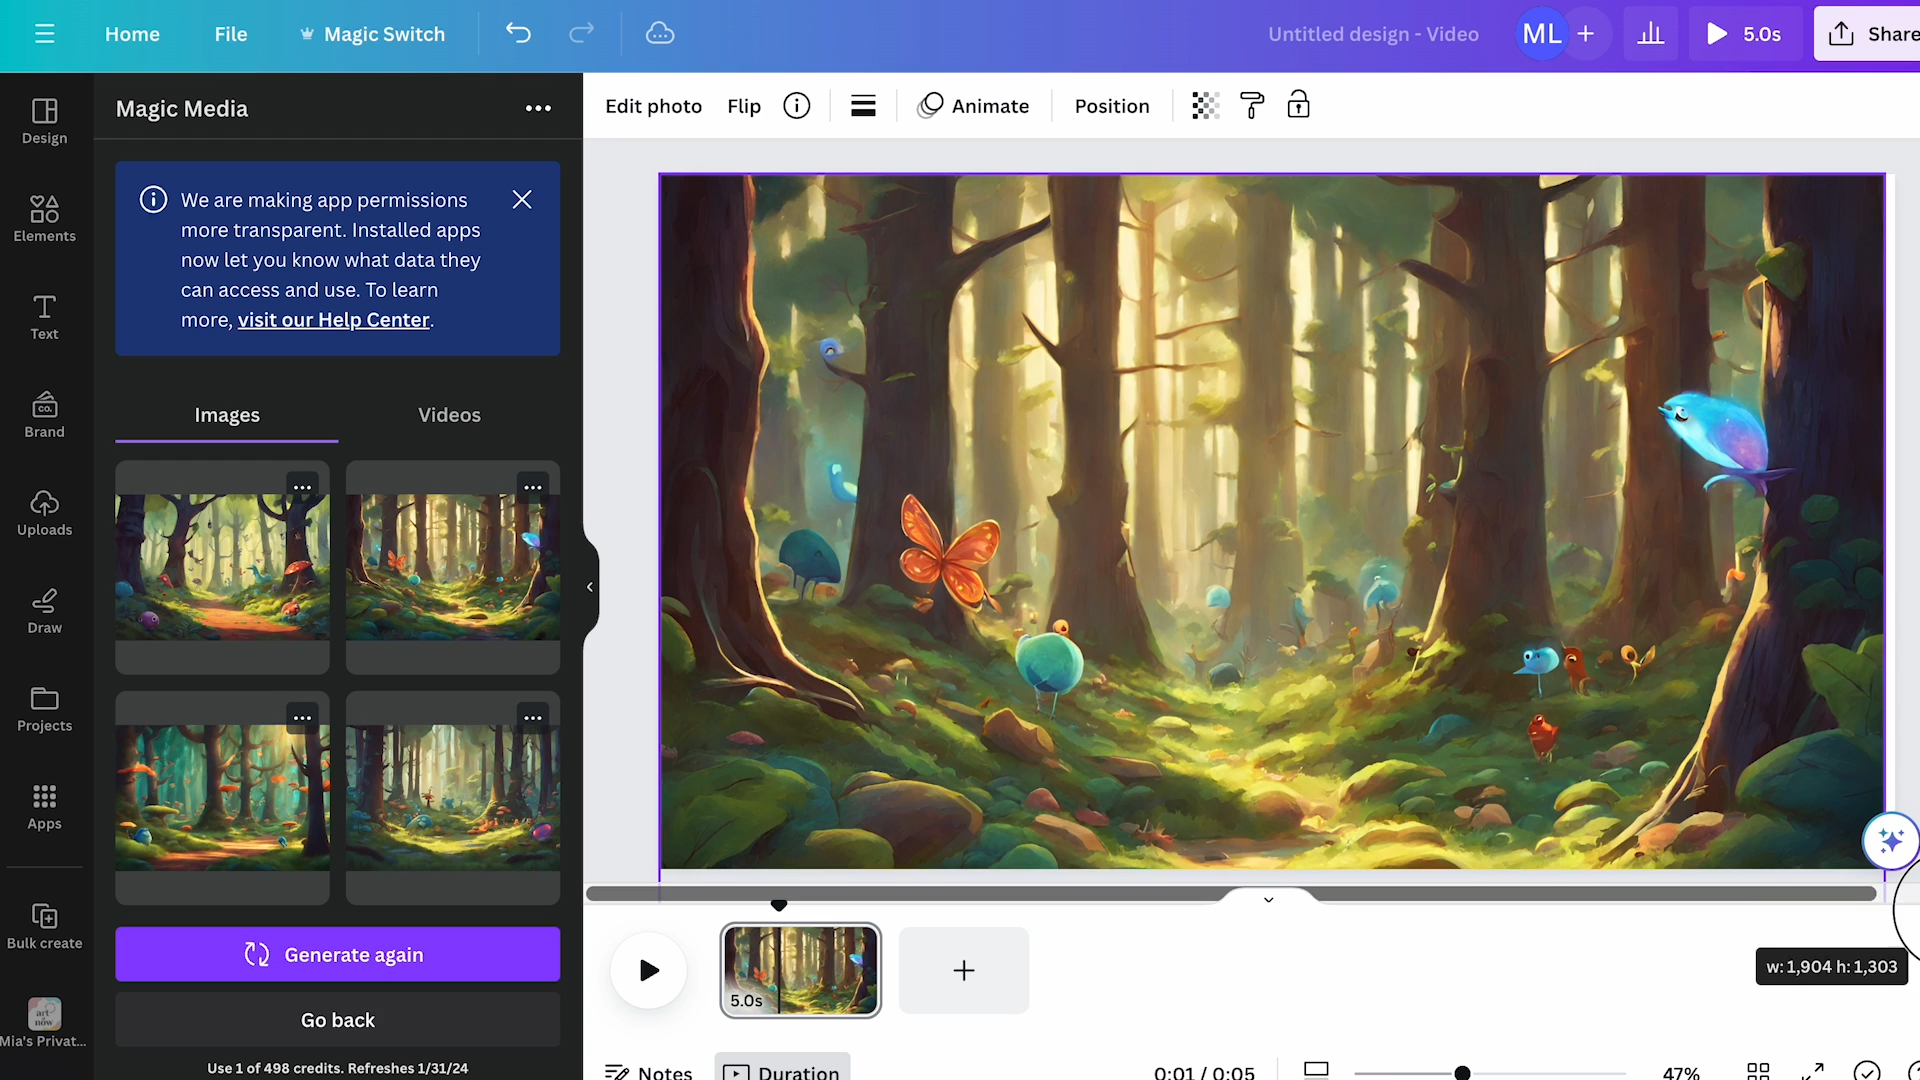 Home
File
Magic Switch
Untitled design - Video
ML
5.0s
Share
Design
Elements
Text
Brand
Uploads
Draw
Projects
Apps
Bulk create
Mia's Privat...
Magic Media
We are making app permissions
more transparent. Installed apps
now let you know what data they
can access and use. To learn
more, visit our Help Center.
Images
Videos
Generate again
Go back
Use 1 of 498 credits. Refreshes 1/31/24
Edit photo
Flip
Animate
Position
5.0s
w: 1,904 h: 1,303
Notes
Duration
0:01 / 0:05
47%
co.
art
now